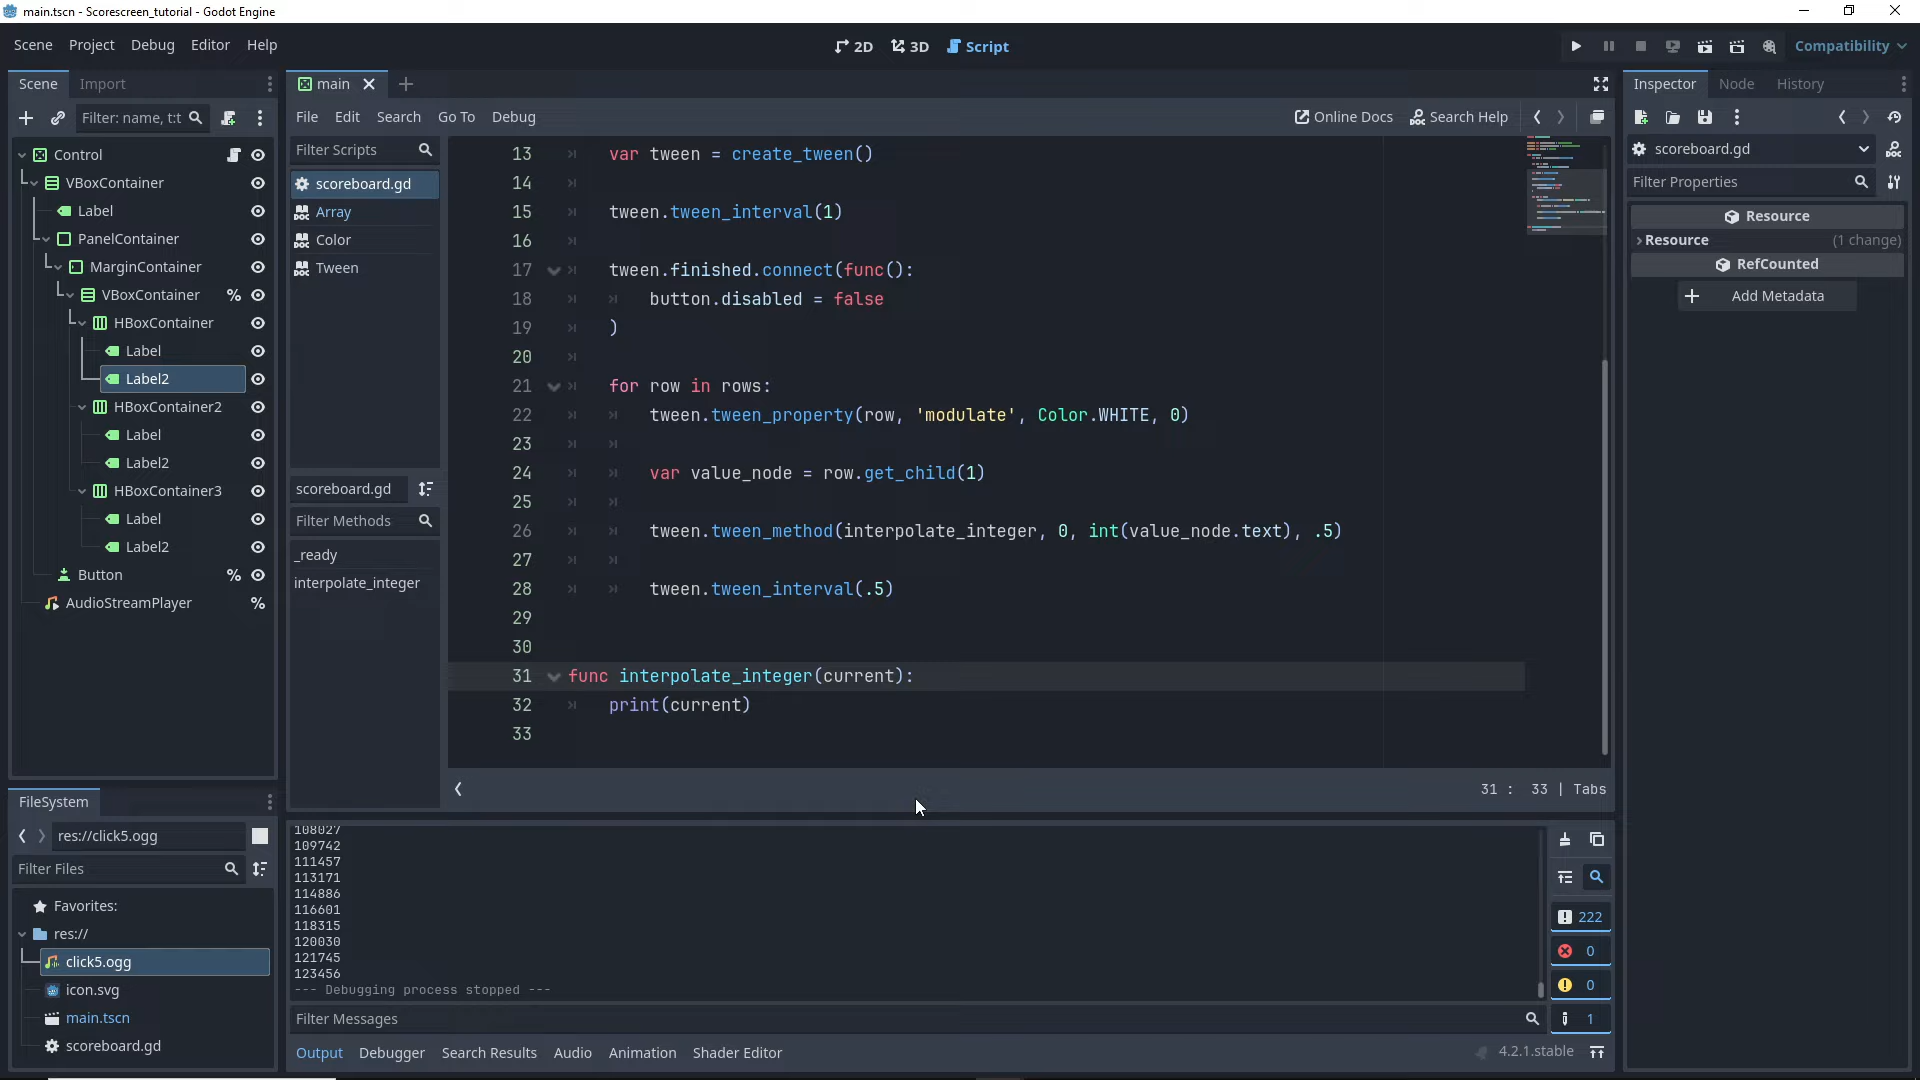 main.tscn - Scorescreen_tutorial - Godot Engine
Scene Project Debug Editor Help
2D 3D Script
Compatibility
Scene Import
Filter: name, t:t
Control
VBoxContainer
Label
PanelContainer
MarginContainer
VBoxContainer %
HBoxContainer
Label
Label2
HBoxContainer2
Label
Label2
HBoxContainer3
Label
Label2
Button %
AudioStreamPlayer %
FileSystem
res://click5.ogg
Filter Files
Favorites:
res://
click5.ogg
icon.svg
main.tscn
scoreboard.gd
main
File Edit Search Go To Debug
Online Docs Search Help
Filter Scripts
scoreboard.gd
Array
Color
Tween
scoreboard.gd
Filter Methods
_ready
interpolate_integer
13 var tween = create_tween()
14
15 tween.tween_interval(1)
16
17 tween.finished.connect(func():
18 button.disabled = false
19 )
20
21 for row in rows:
22 tween.tween_property(row, 'modulate', Color.WHITE, 0)
23
24 var value_node = row.get_child(1)
25
26 tween.tween_method(interpolate_integer, 0, int(value_node.text), .5)
27
28 tween.tween_interval(.5)
29
30
31 func interpolate_integer(current):
32 print(current)
33
31 : 33 | Tabs
108027
109742
111457
113171
114886
116601
118315
120030
121745
123456
--- Debugging process stopped ---
Filter Messages
222
0
0
1
Output Debugger Search Results Audio Animation Shader Editor
4.2.1.stable
Inspector Node History
scoreboard.gd
Filter Properties
Resource
Resource (1 change)
RefCounted
Add Metadata